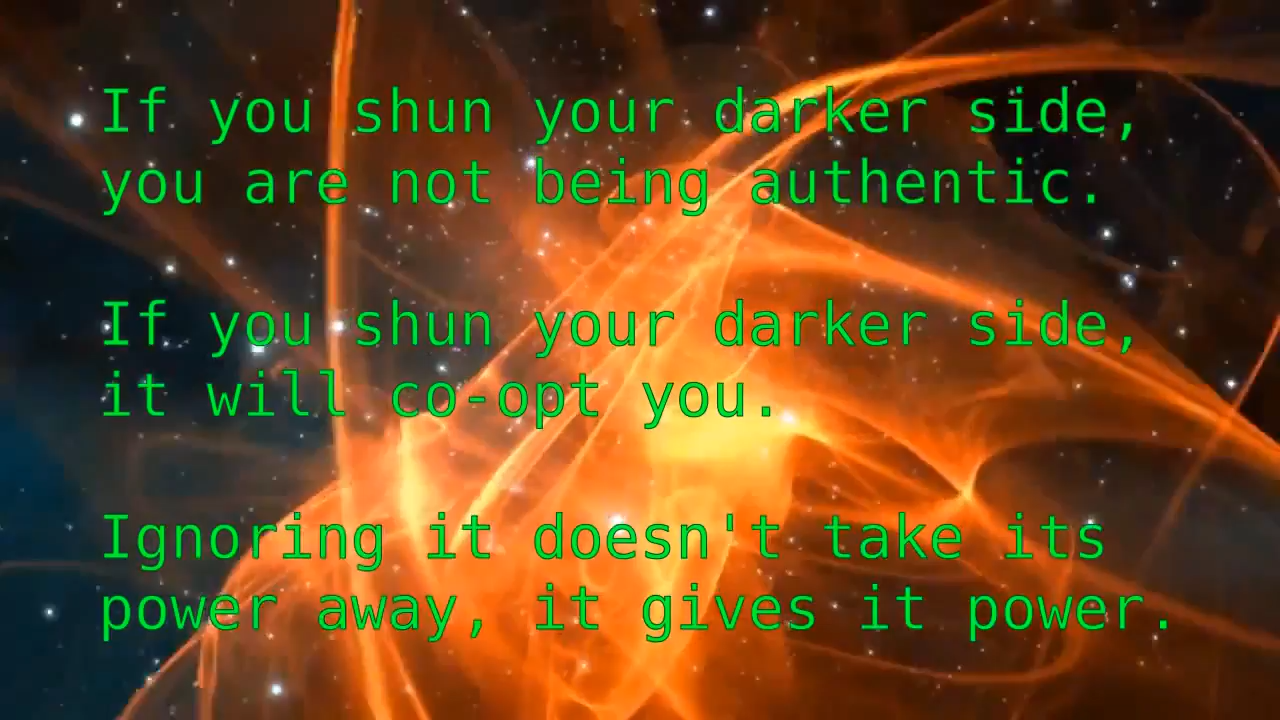 If you shun your darker side,
you are not being authentic.
If you shun your darker side,
it will co-opt you.
Ignoring it doesn't take its
power away, it gives it power.